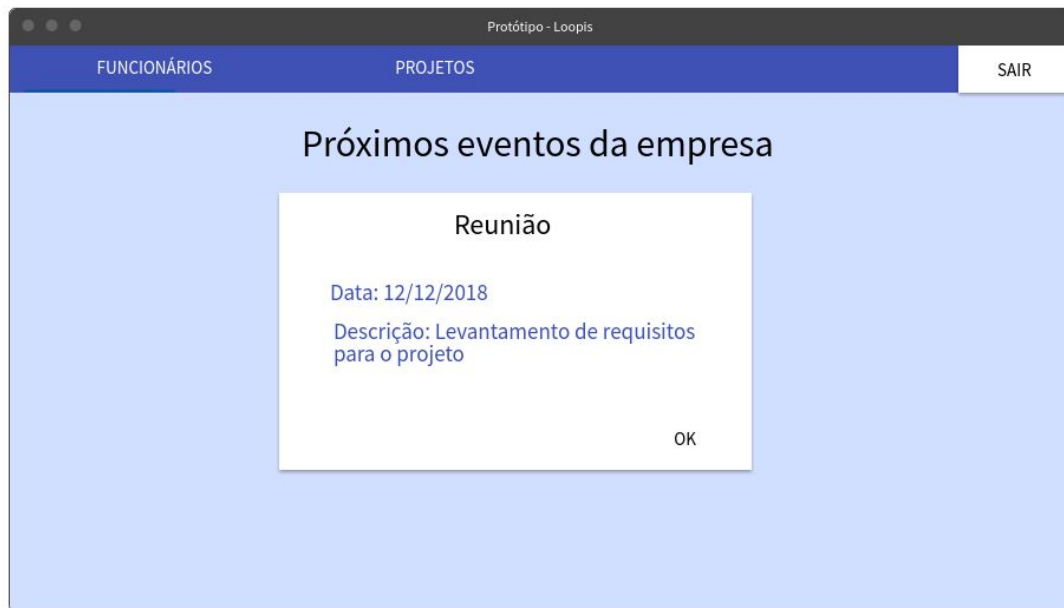 Protótipo - Loopis
FUNCIONÁRIOS PROJETOS SAIR
Próximos eventos da empresa
Reunião
Data: 12/12/2018
Descrição: Levantamento de requisitos
para o projeto
OK